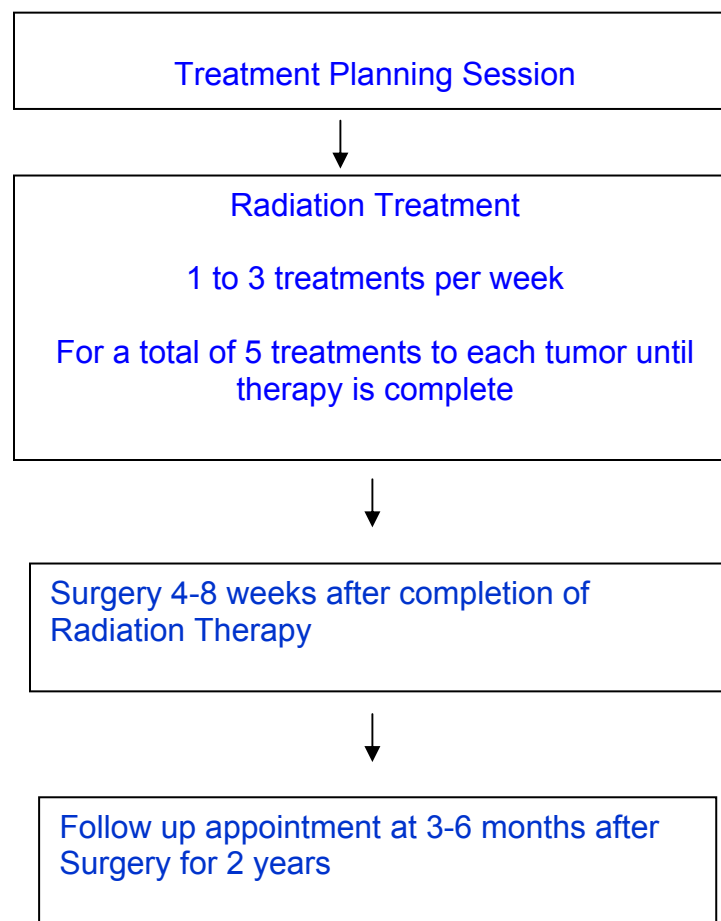 Treatment Planning Session
Radiation Treatment
1 to 3 treatments per week
For a total of 5 treatments to each tumor until
therapy is complete
Surgery 4-8 weeks after completion of
Radiation Therapy
Follow up appointment at 3-6 months after
Surgery for 2 years